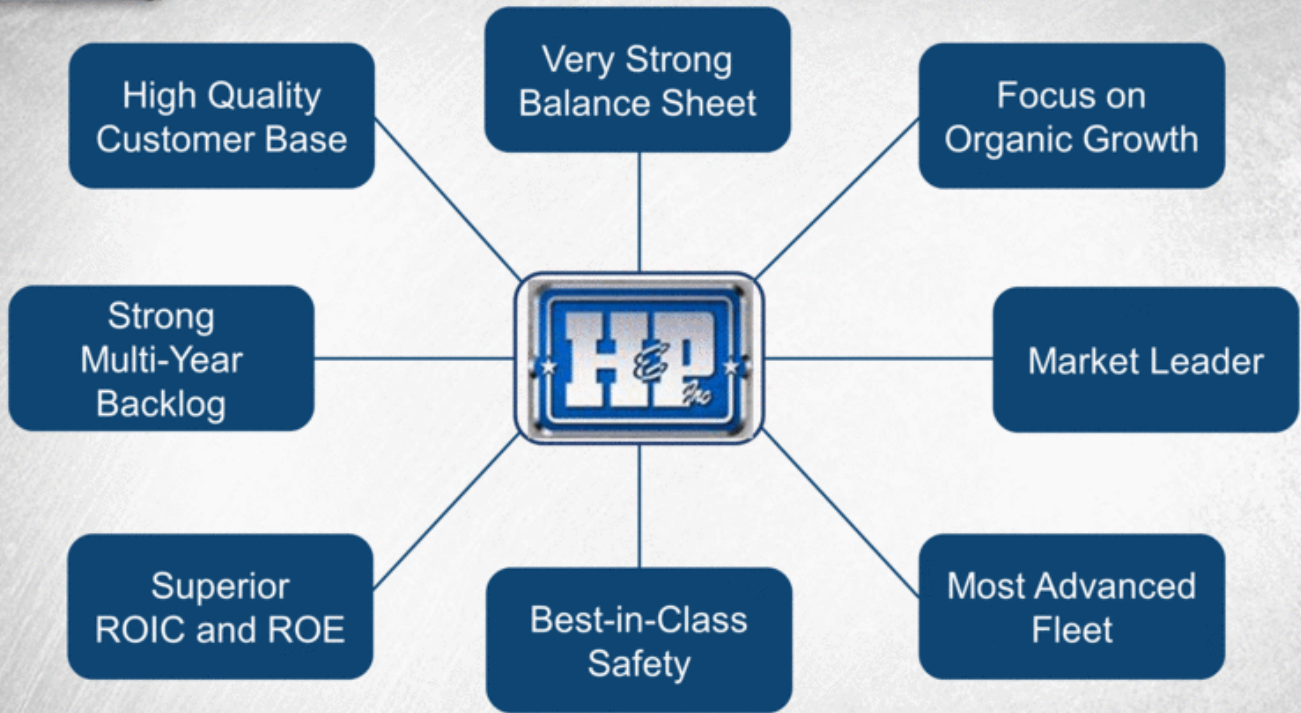 High Quality
Customer Base
Very Strong
Balance Sheet
Focus on
Organic Growth
Strong
Multi-Year
Backlog
H&P
Inc
Market Leader
Superior
ROIC and ROE
Best-in-Class
Safety
Most Advanced
Fleet